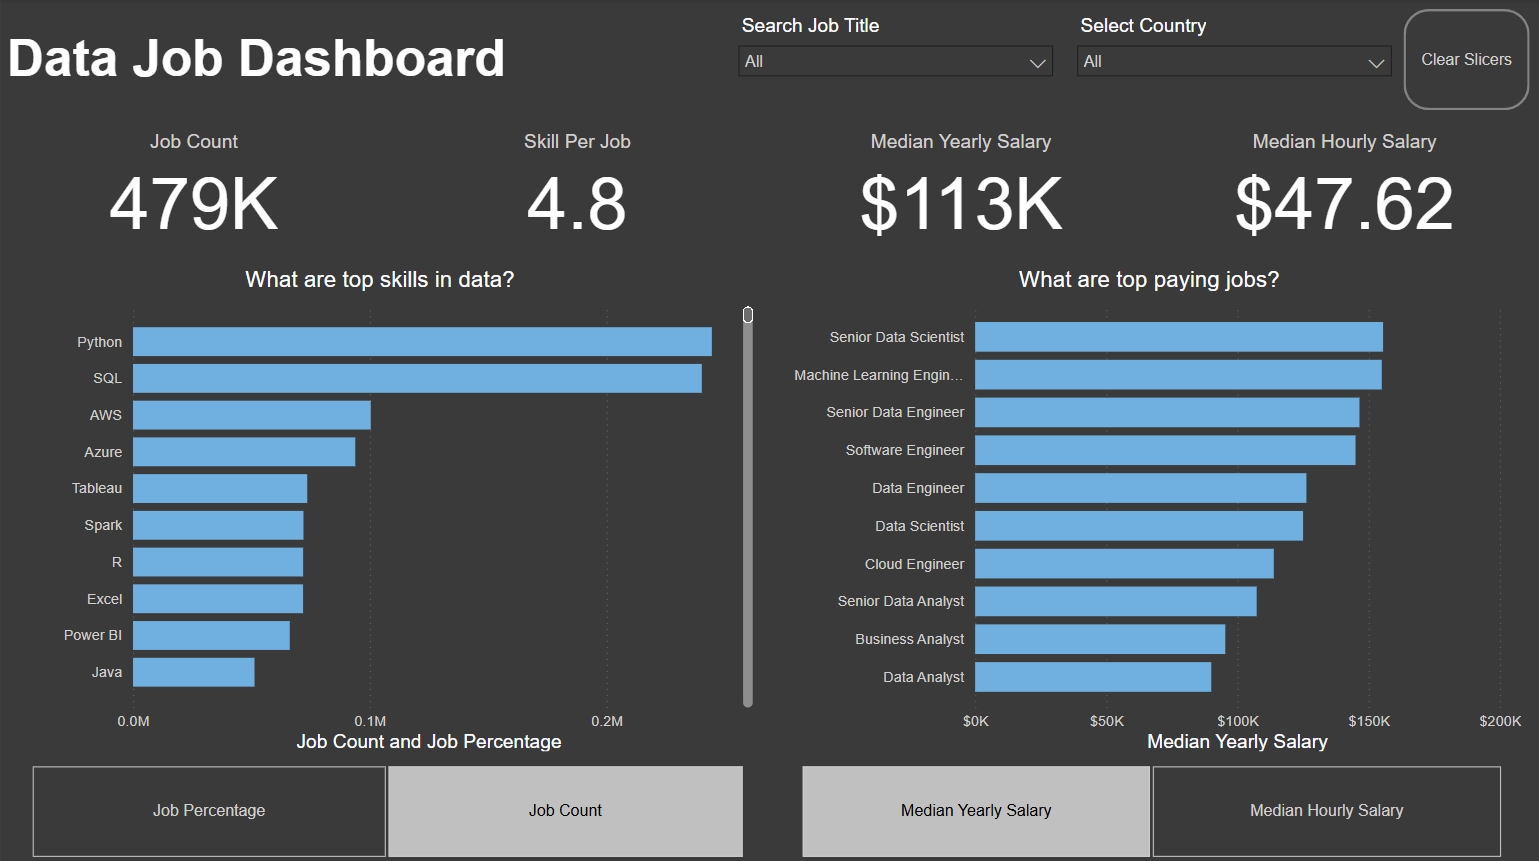 Search Job Title
Select Country
Data Job Dashboard
All
All
Clear Slicers
Job Count
Skill Per Job
Median Yearly Salary
Median Hourly Salary
479K
4.8
$113K
$47.62
What are top skills in data?
Python
SQL
AWS
Azure
Tableau
Spark
R
Excel
Power BI
Java
0.0M
0.1M
0.2M
Job Count and Job Percentage
Job Percentage
Job Count
What are top paying jobs?
Senior Data Scientist
Machine Learning Engin…
Senior Data Engineer
Software Engineer
Data Engineer
Data Scientist
Cloud Engineer
Senior Data Analyst
Business Analyst
Data Analyst
$0K
$50K
$100K
$150K
$200K
Median Yearly Salary
Median Yearly Salary
Median Hourly Salary